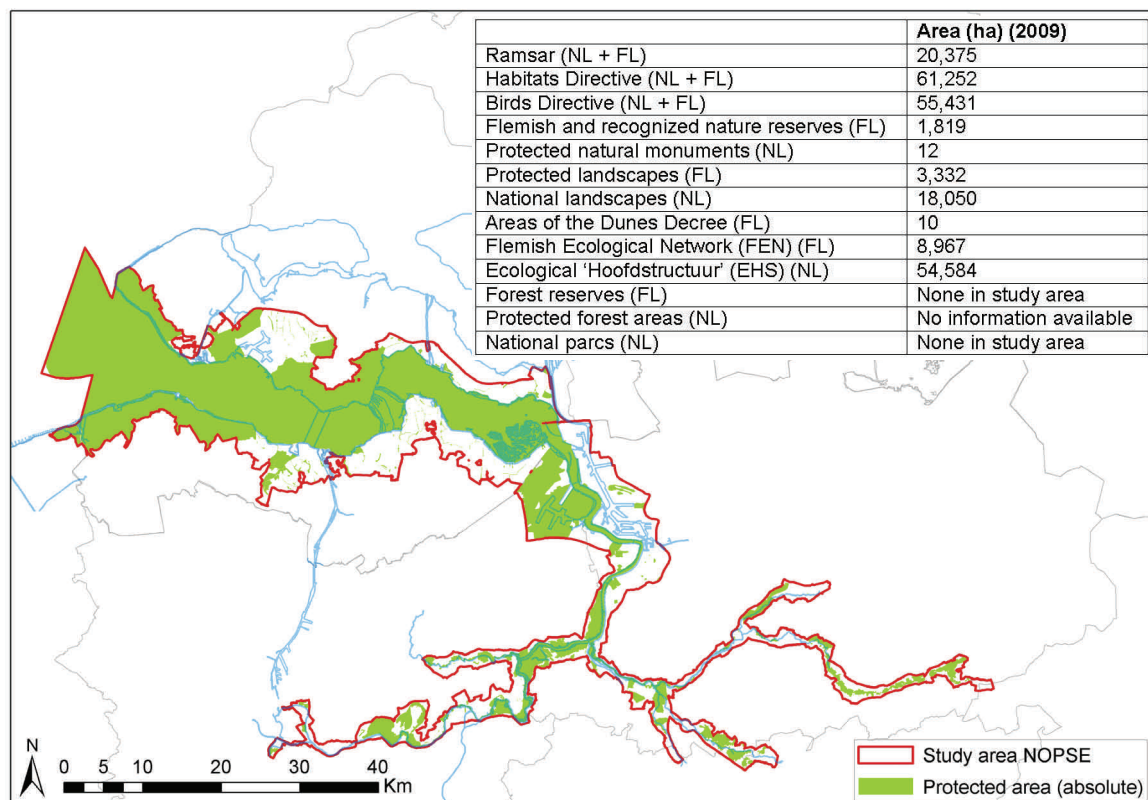 Area (ha) (2009)
Ramsar (NL + FL) 20,375
Habitats Directive (NL + FL) 61,252
Birds Directive (NL + FL) 55,431
Flemish and recognized nature reserves (FL) 1,819
Protected natural monuments (NL) 12
Protected landscapes (FL) 3,332
National landscapes (NL) 18,050
Areas of the Dunes Decree (FL) 10
Flemish Ecological Network (FEN) (FL) 8,967
Ecological ‘Hoofdstructuur’ (EHS) (NL) 54,584
Forest reserves (FL) None in study area
Protected forest areas (NL) No information available
National parcs (NL) None in study area
N
0 5 10 20 30 40
Km
Study area NOPSE
Protected area (absolute)